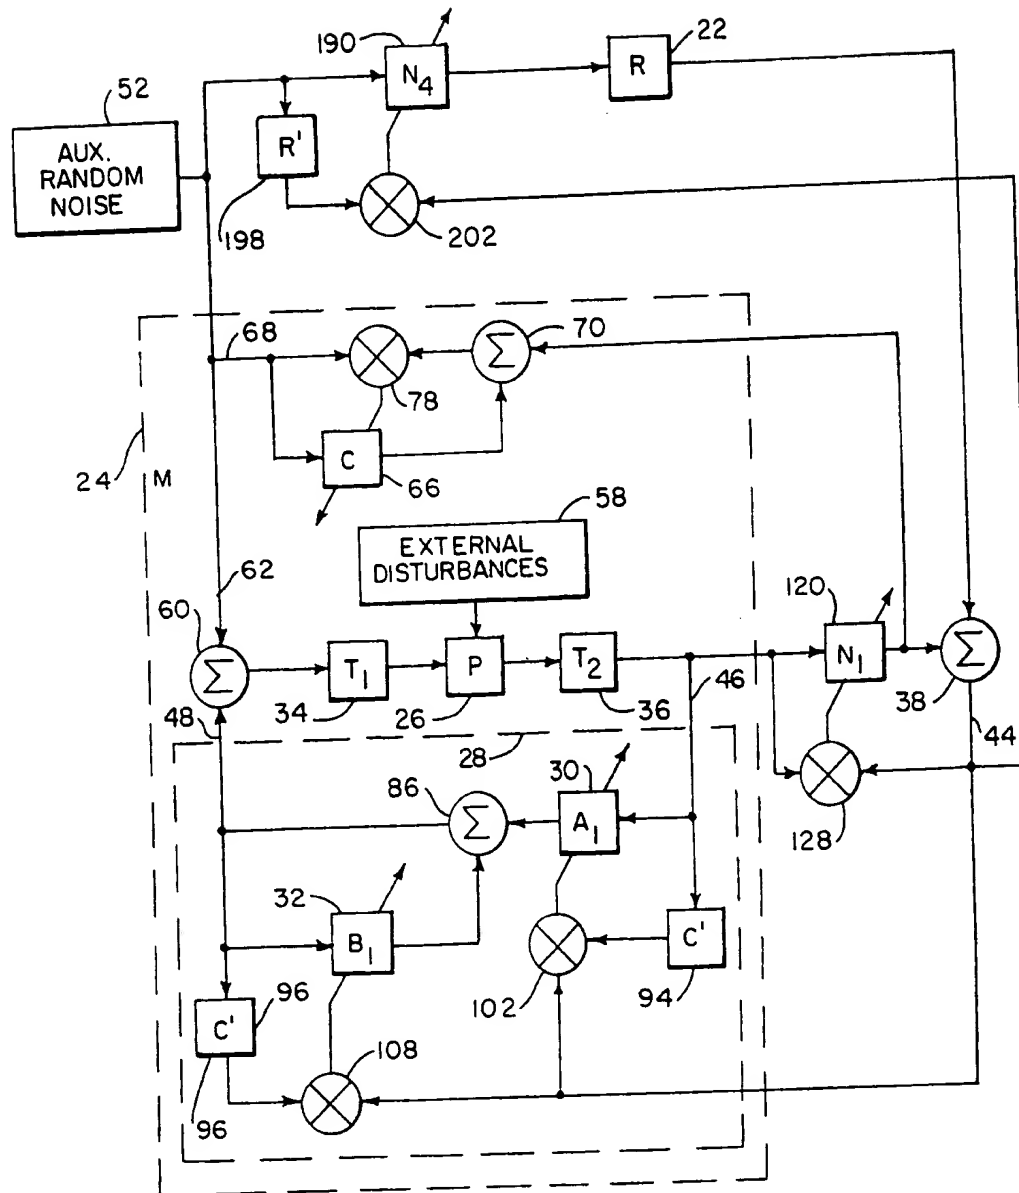 190
22
52
N4
R
AUX.
RANDOM
NOISE
R'
198
202
68
70
Σ
78
24
M
C
66
58
EXTERNAL
DISTURBANCES
62
60
120
Σ
T1
P
T2
N1
Σ
34
26
36
46
38
48
28
44
30
86
Σ
A1
128
32
B1
C'
102
94
96
C'
108
96